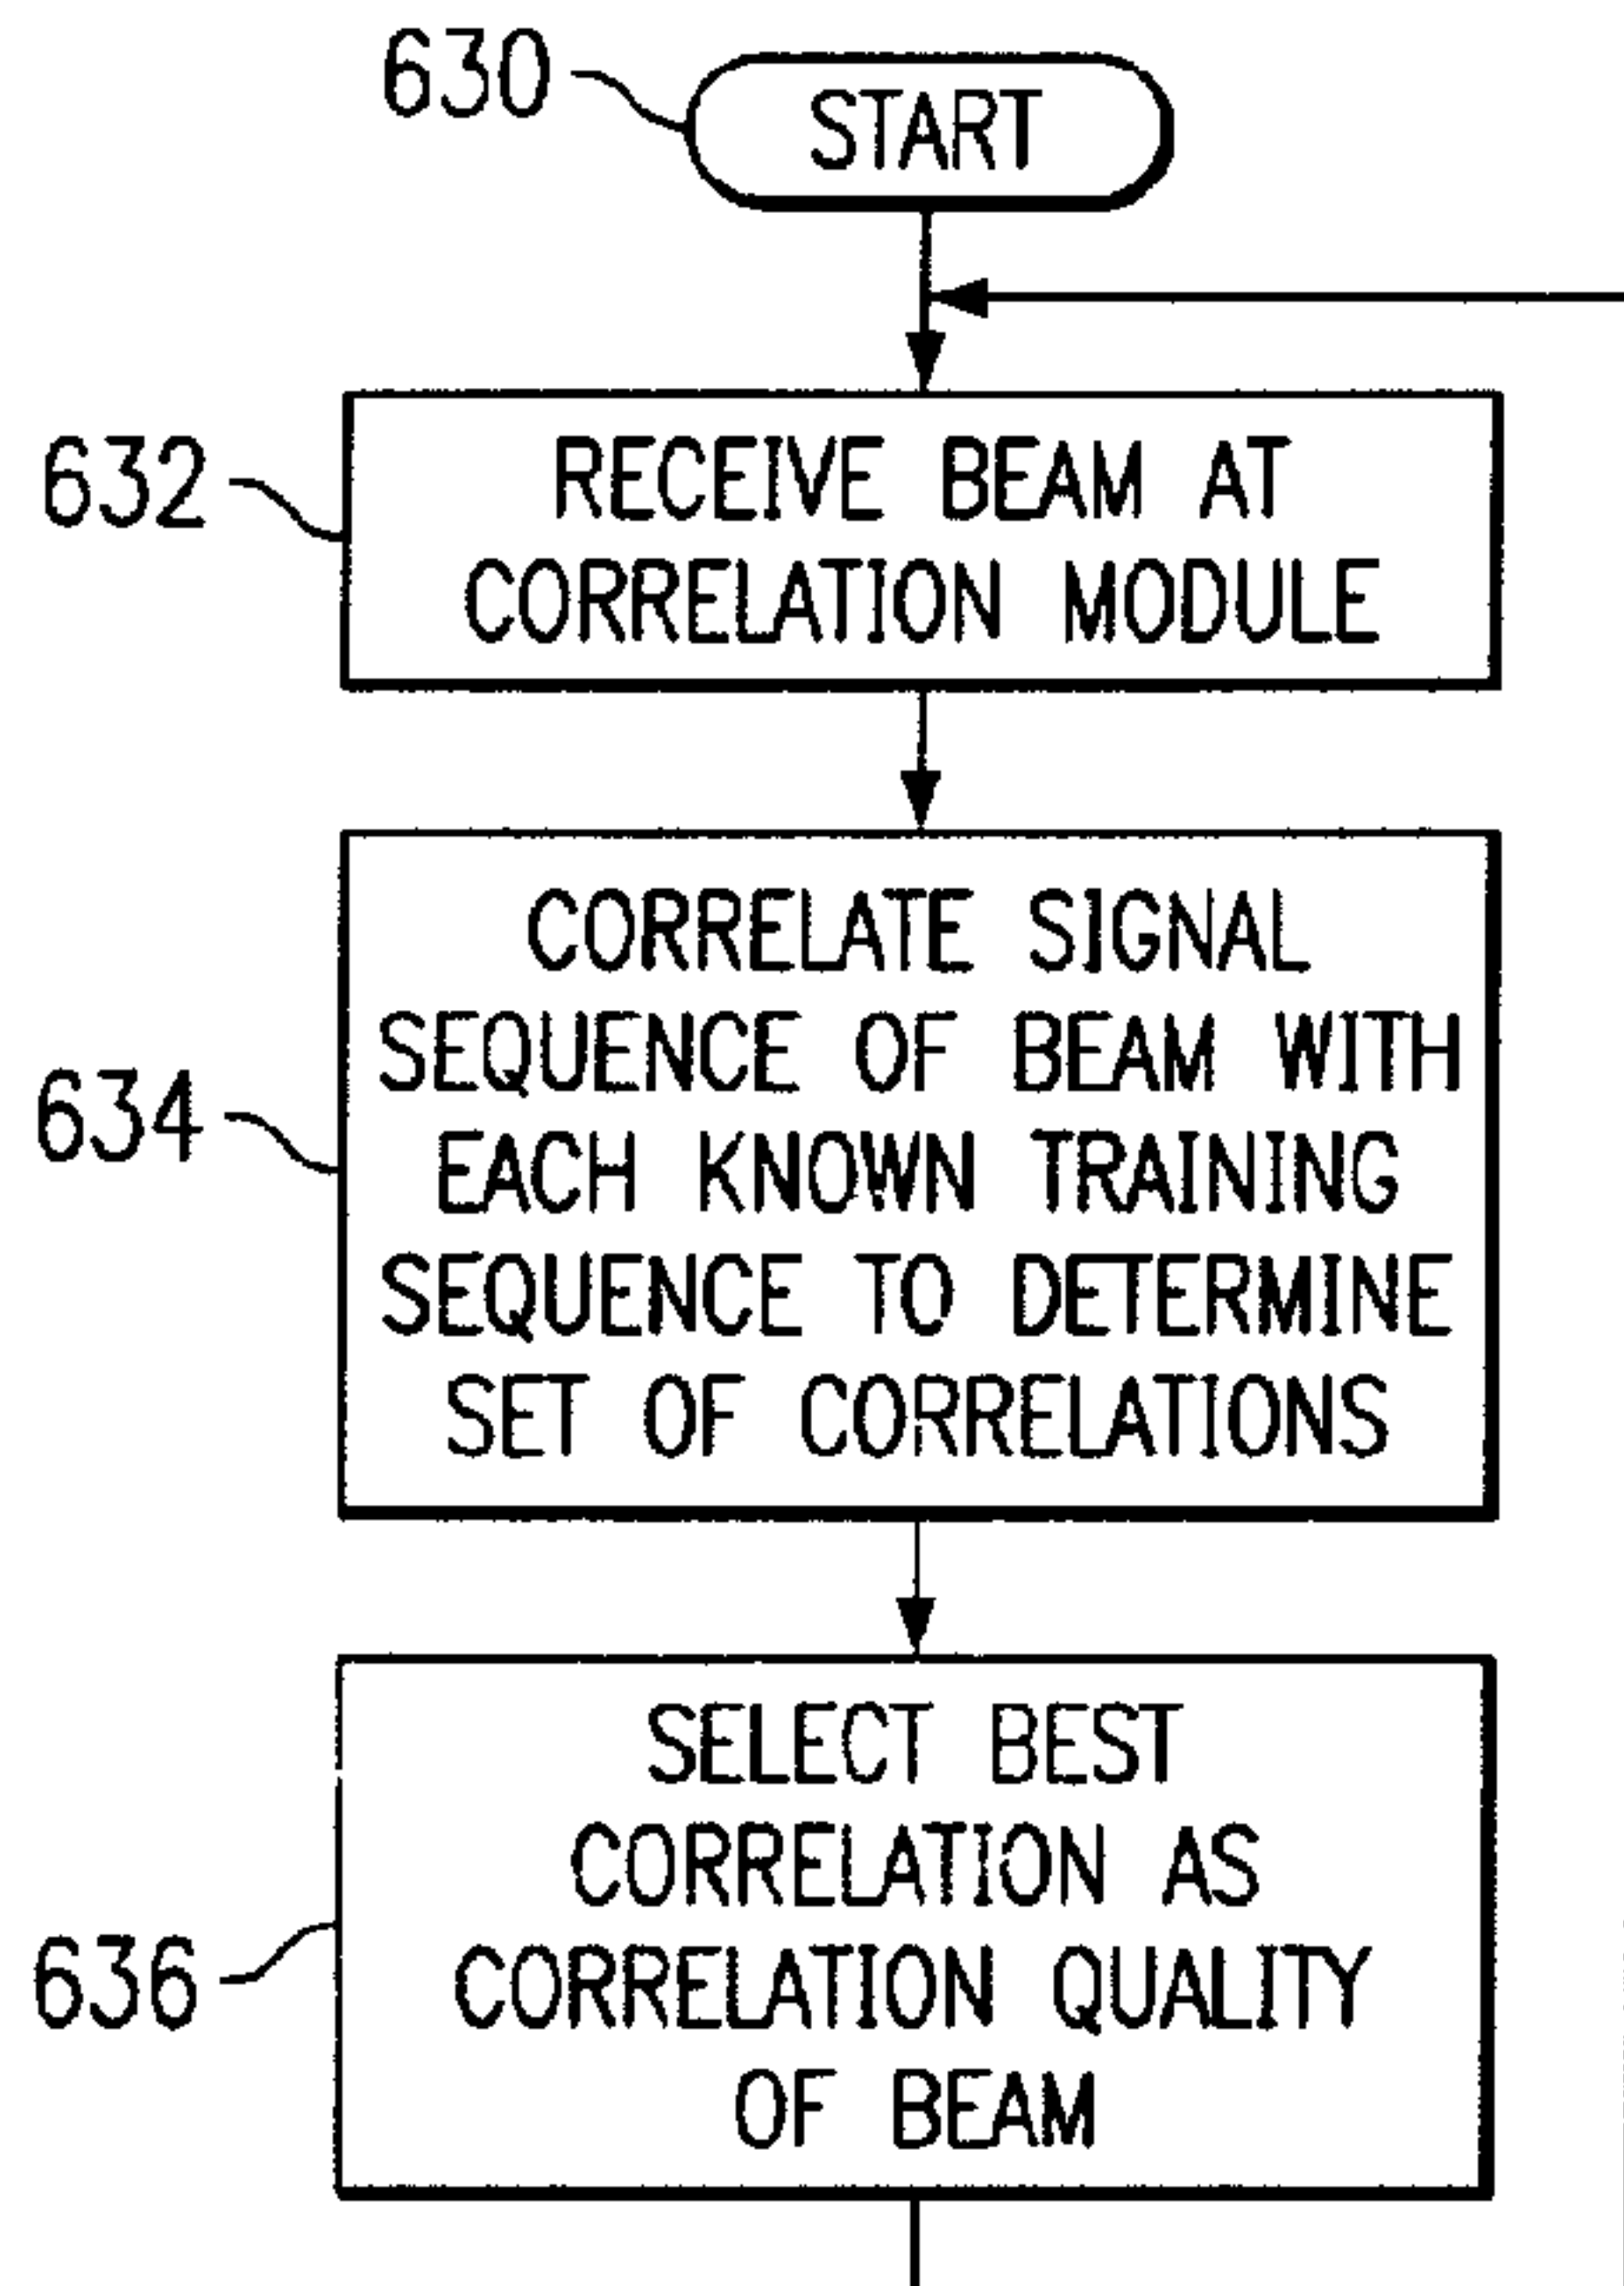 630
START
632
RECEIVE BEAM AT
CORRELATION MODULE
634
CORRELATE SIGNAL
SEQUENCE OF BEAM WITH
EACH KNOWN TRAINING
SEQUENCE TO DETERMINE
SET OF CORRELATIONS
636
SELECT BEST
CORRELATION AS
CORRELATION QUALITY
OF BEAM